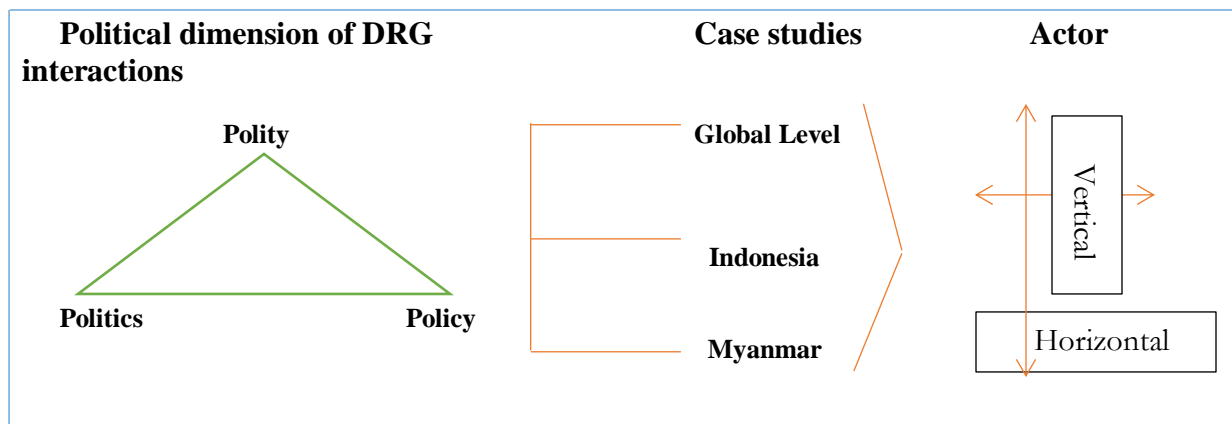 Political dimension of DRG
interactions
Case studies
Actor
Polity
Politics
Policy
Global Level
Indonesia
Myanmar
Vertical
Horizontal